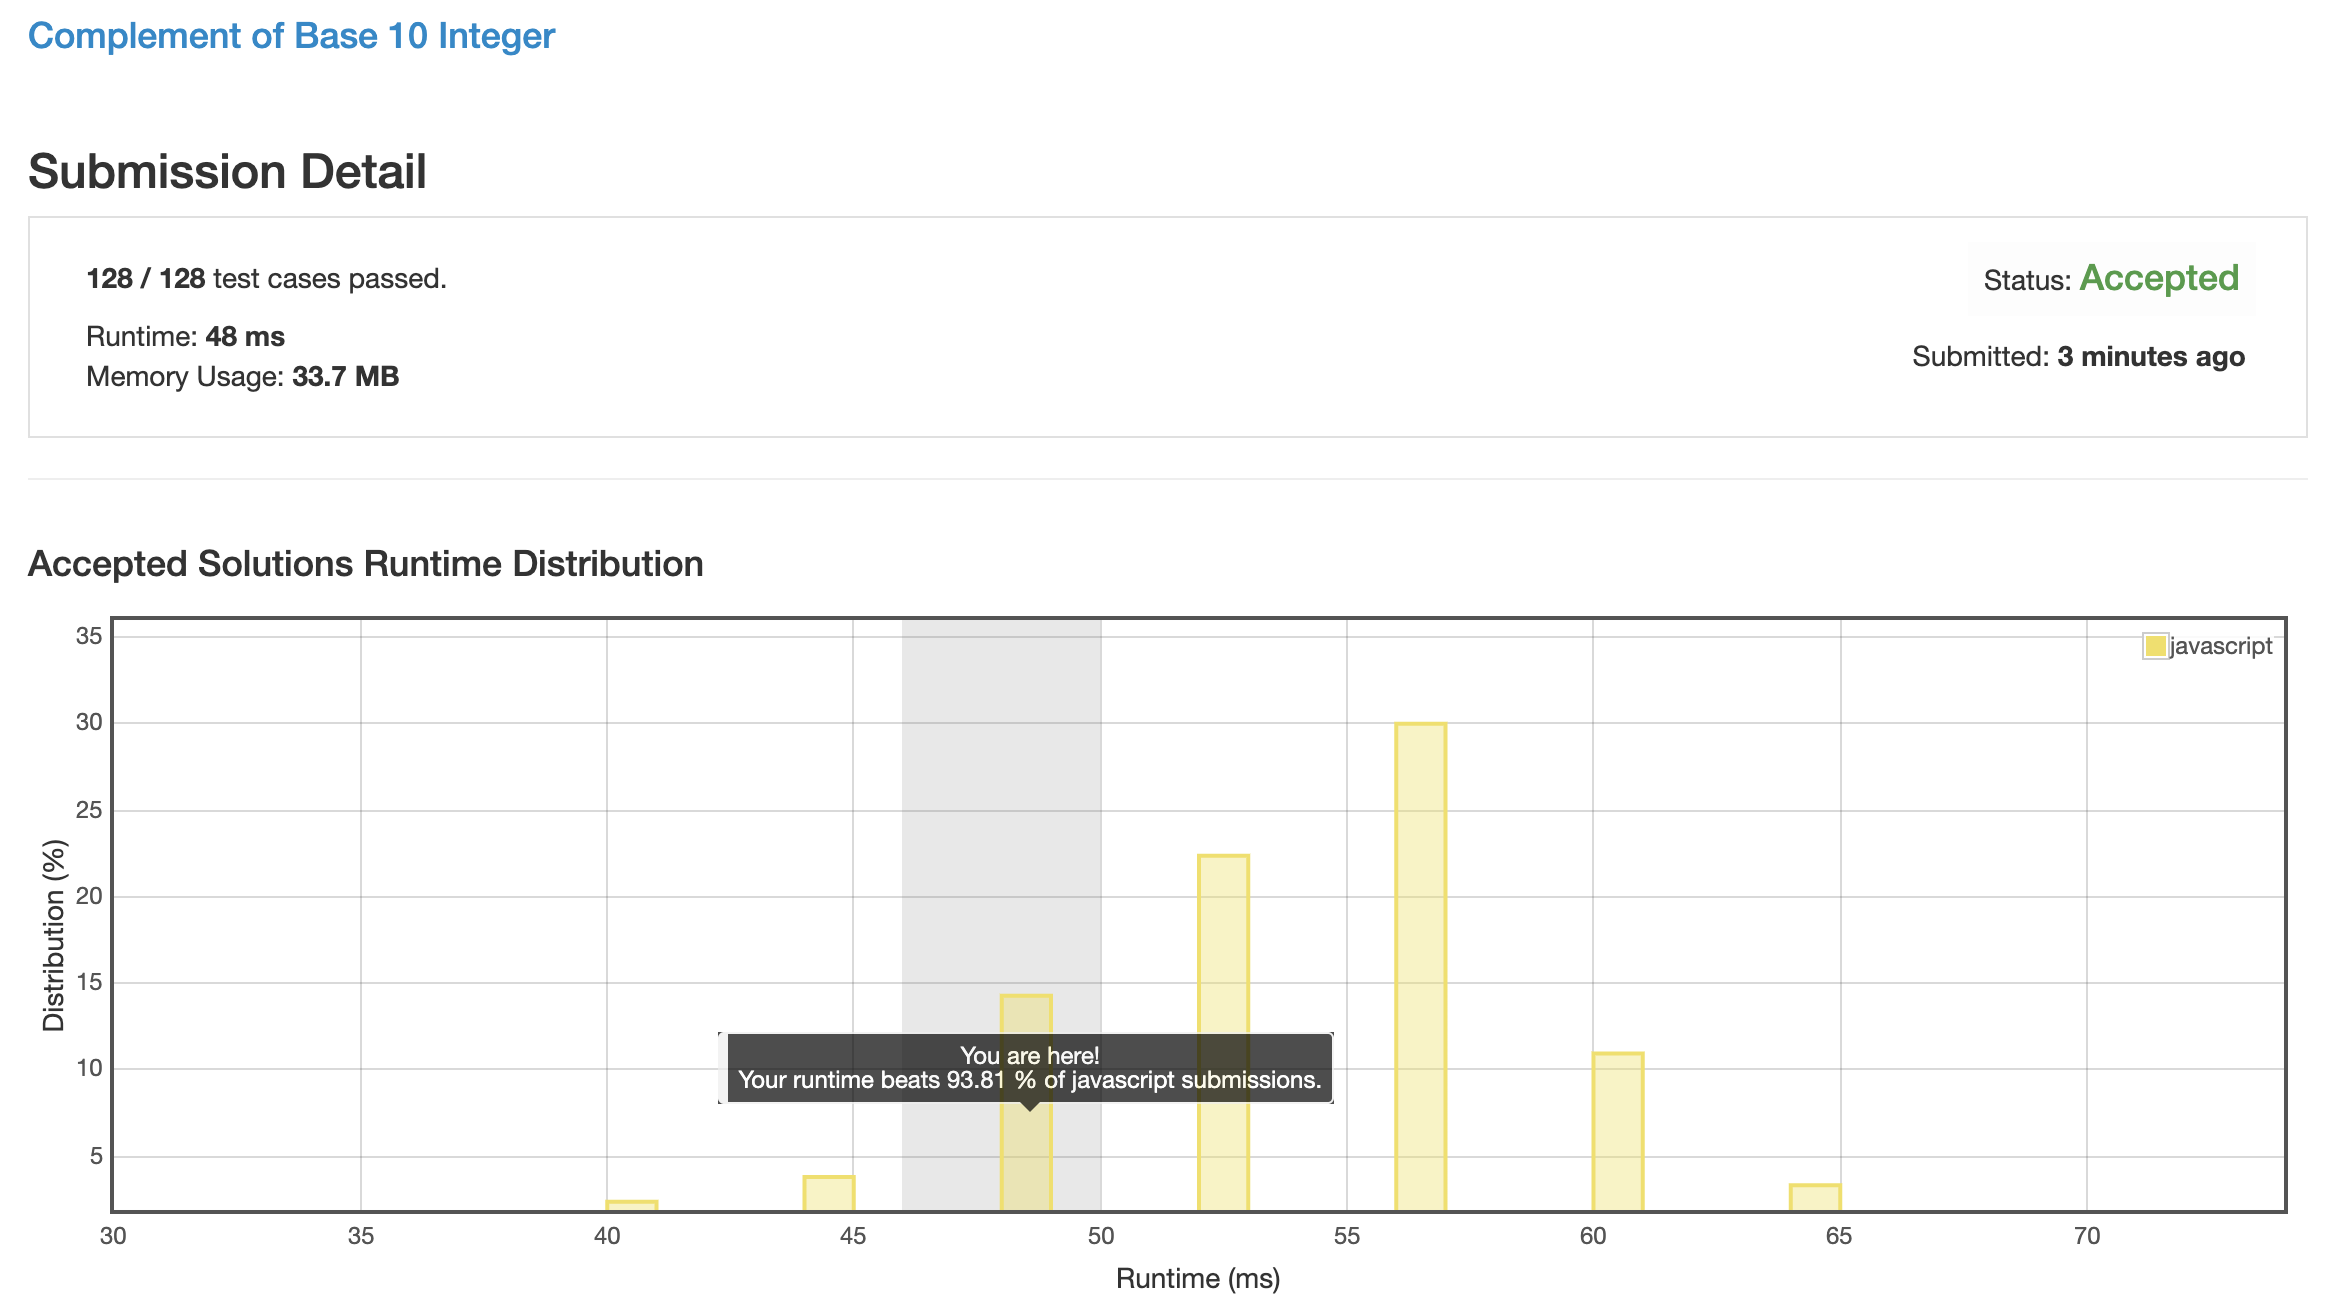 Complement of Base 10 Integer
Submission Detail
128 / 128 test cases passed.
Status: Accepted
Runtime: 48 ms
Memory Usage: 33.7 MB
Submitted: 3 minutes ago
Accepted Solutions Runtime Distribution
javascript
35
30
25
20
15
10
5
Distribution (%)
You are here!
Your runtime beats 93.81 % of javascript submissions.
30 35 40 45 50 55 60 65 70
Runtime (ms)